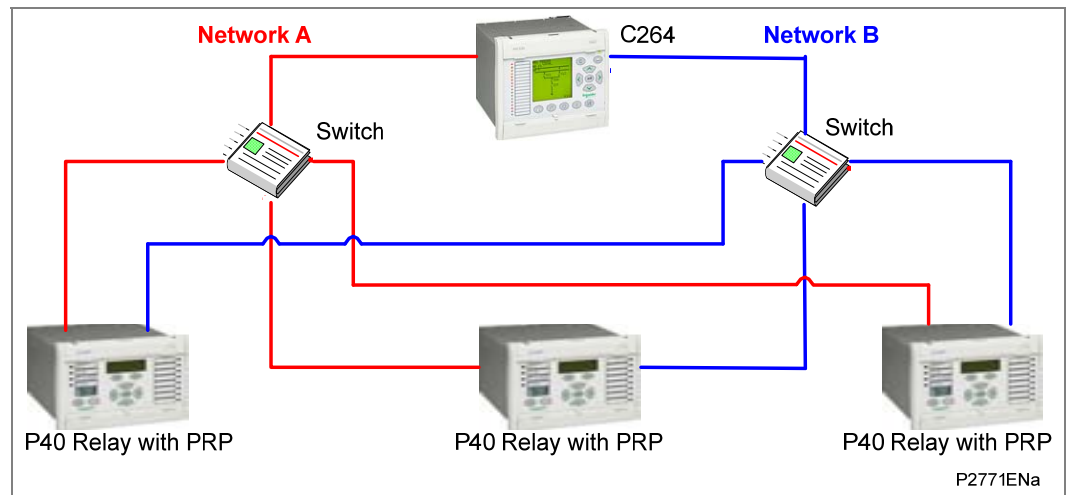 Network A
C264
Network B
Switch
Switch
P40 Relay with PRP
P40 Relay with PRP
P40 Relay with PRP
P2771ENa